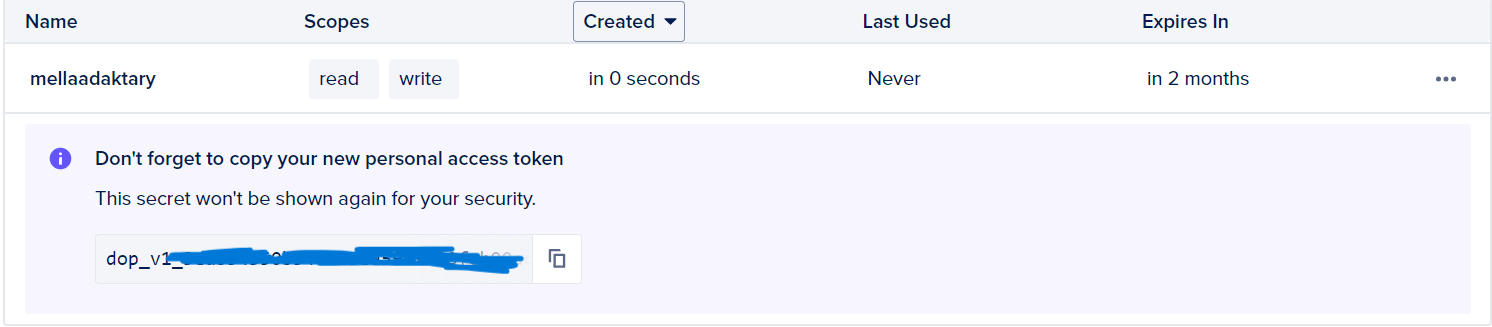 Name Scopes Created Last Used Expires In
mellaadaktary read write in 0 seconds Never in 2 months
Don't forget to copy your new personal access token
This secret won't be shown again for your security.
dop_v1_